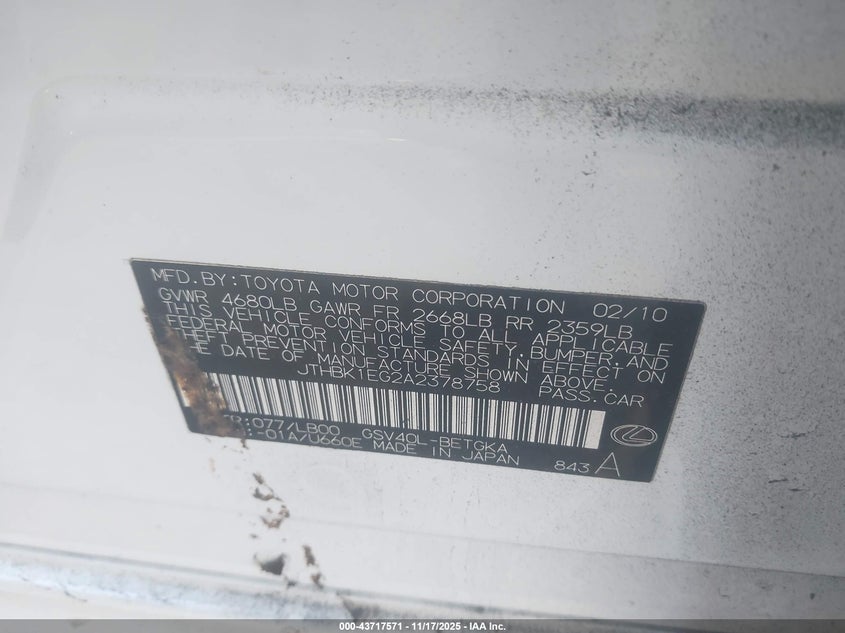 MFD. BY: TOYOTA MOTOR CORPORATION 02/10
GVWR 4680LB GAWR FR 2668LB RR 2359LB
THIS VEHICLE CONFORMS TO ALL APPLICABLE
FEDERAL MOTOR VEHICLE SAFETY, BUMPER, AND
THEFT PREVENTION STANDARDS IN EFFECT ON
THE DATE OF MANUFACTURE SHOWN ABOVE.
JTHBK1EG2A2378758 PASS. CAR
:077/LB00 GSV40L-BETGKA
-01A/U660E MADE IN JAPAN 843 A
000-43717571 - 11/17/2025 - IAA Inc.